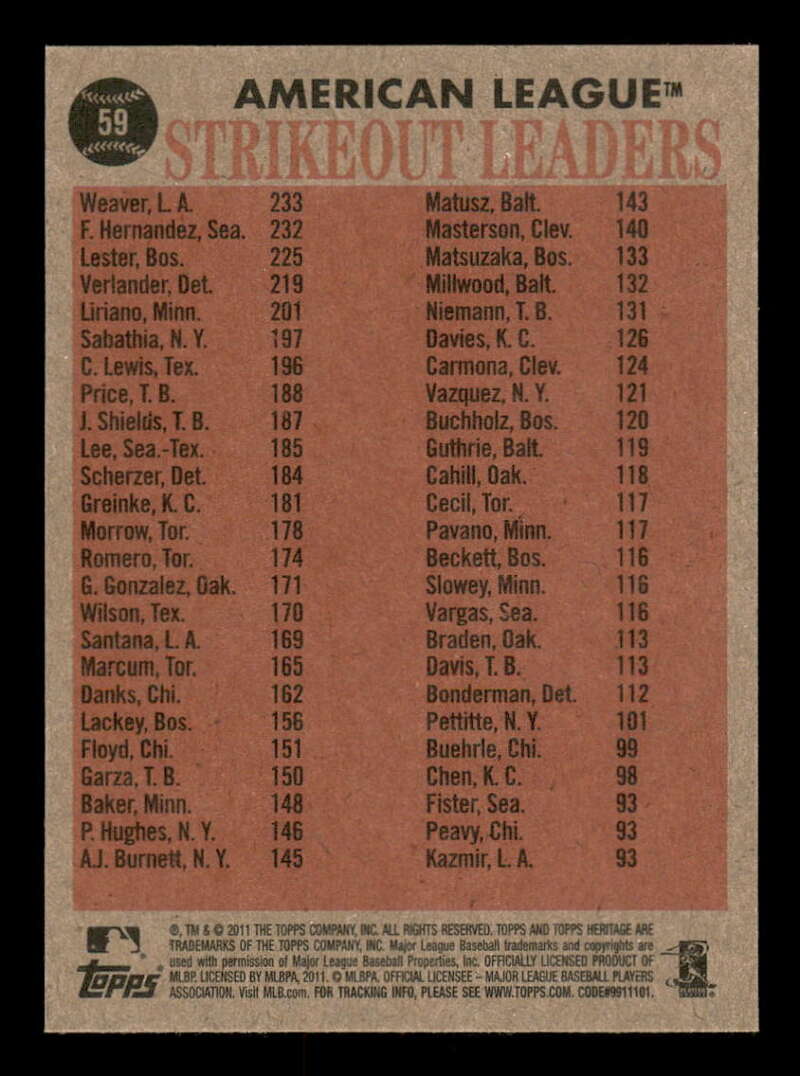 59
AMERICAN LEAGUE™
STRIKEOUT LEADERS
Weaver, L. A. 233
F. Hernandez, Sea. 232
Lester, Bos. 225
Verlander, Det. 219
Liriano, Minn. 201
Sabathia, N. Y. 197
C. Lewis, Tex. 196
Price, T. B. 188
J. Shields, T. B. 187
Lee, Sea.-Tex. 185
Scherzer, Det. 184
Greinke, K. C. 181
Morrow, Tor. 178
Romero, Tor. 174
G. Gonzalez, Oak. 171
Wilson, Tex. 170
Santana, L. A. 169
Marcum, Tor. 165
Danks, Chi. 162
Lackey, Bos. 156
Floyd, Chi. 151
Garza, T. B. 150
Baker, Minn. 148
P. Hughes, N. Y. 146
A.J. Burnett, N. Y. 145
Matusz, Balt. 143
Masterson, Clev. 140
Matsuzaka, Bos. 133
Millwood, Balt. 132
Niemann, T. B. 131
Davies, K. C. 126
Carmona, Clev. 124
Vazquez, N. Y. 121
Buchholz, Bos. 120
Guthrie, Balt. 119
Cahill, Oak. 118
Cecil, Tor. 117
Pavano, Minn. 117
Beckett, Bos. 116
Slowey, Minn. 116
Vargas, Sea. 116
Braden, Oak. 113
Davis, T. B. 113
Bonderman, Det. 112
Pettitte, N. Y. 101
Buehrle, Chi. 99
Chen, K. C. 98
Fister, Sea. 93
Peavy, Chi. 93
Kazmir, L. A. 93
Topps
®, TM & © 2011 THE TOPPS COMPANY, INC. ALL RIGHTS RESERVED. TOPPS AND TOPPS HERITAGE ARE
TRADEMARKS OF THE TOPPS COMPANY, INC. Major League Baseball trademarks and copyrights are
used with permission of Major League Baseball Properties, Inc. OFFICIALLY LICENSED PRODUCT OF
MLBP. LICENSED BY MLBPA, 2011. © MLBPA. OFFICIAL LICENSEE – MAJOR LEAGUE BASEBALL PLAYERS
ASSOCIATION. Visit MLB.com. FOR TRACKING INFO, PLEASE SEE WWW.TOPPS.COM. CODE#9911101.